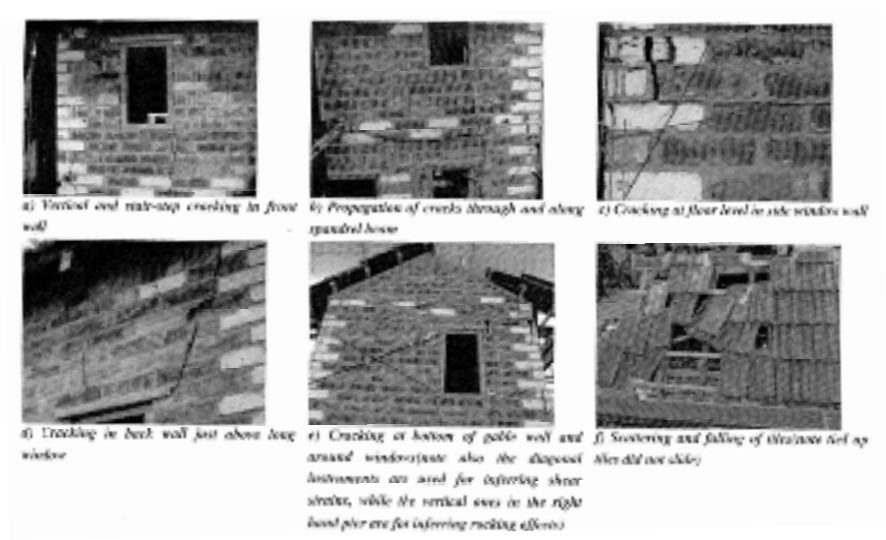 a) Vertical and stair-step cracking in front
wall
b) Propagation of cracks through and along
spandrel beam
c) Cracking at floor level in side window wall
d) Cracking in back wall just above long
window
e) Cracking at bottom of gable wall and
around windows(note also the diagonal
instruments are used for inferring shear
strains, while the vertical ones in the right
hand pier are for inferring rocking effects)
f) Scattering and falling of tiles(note tied up
tiles did not slide)